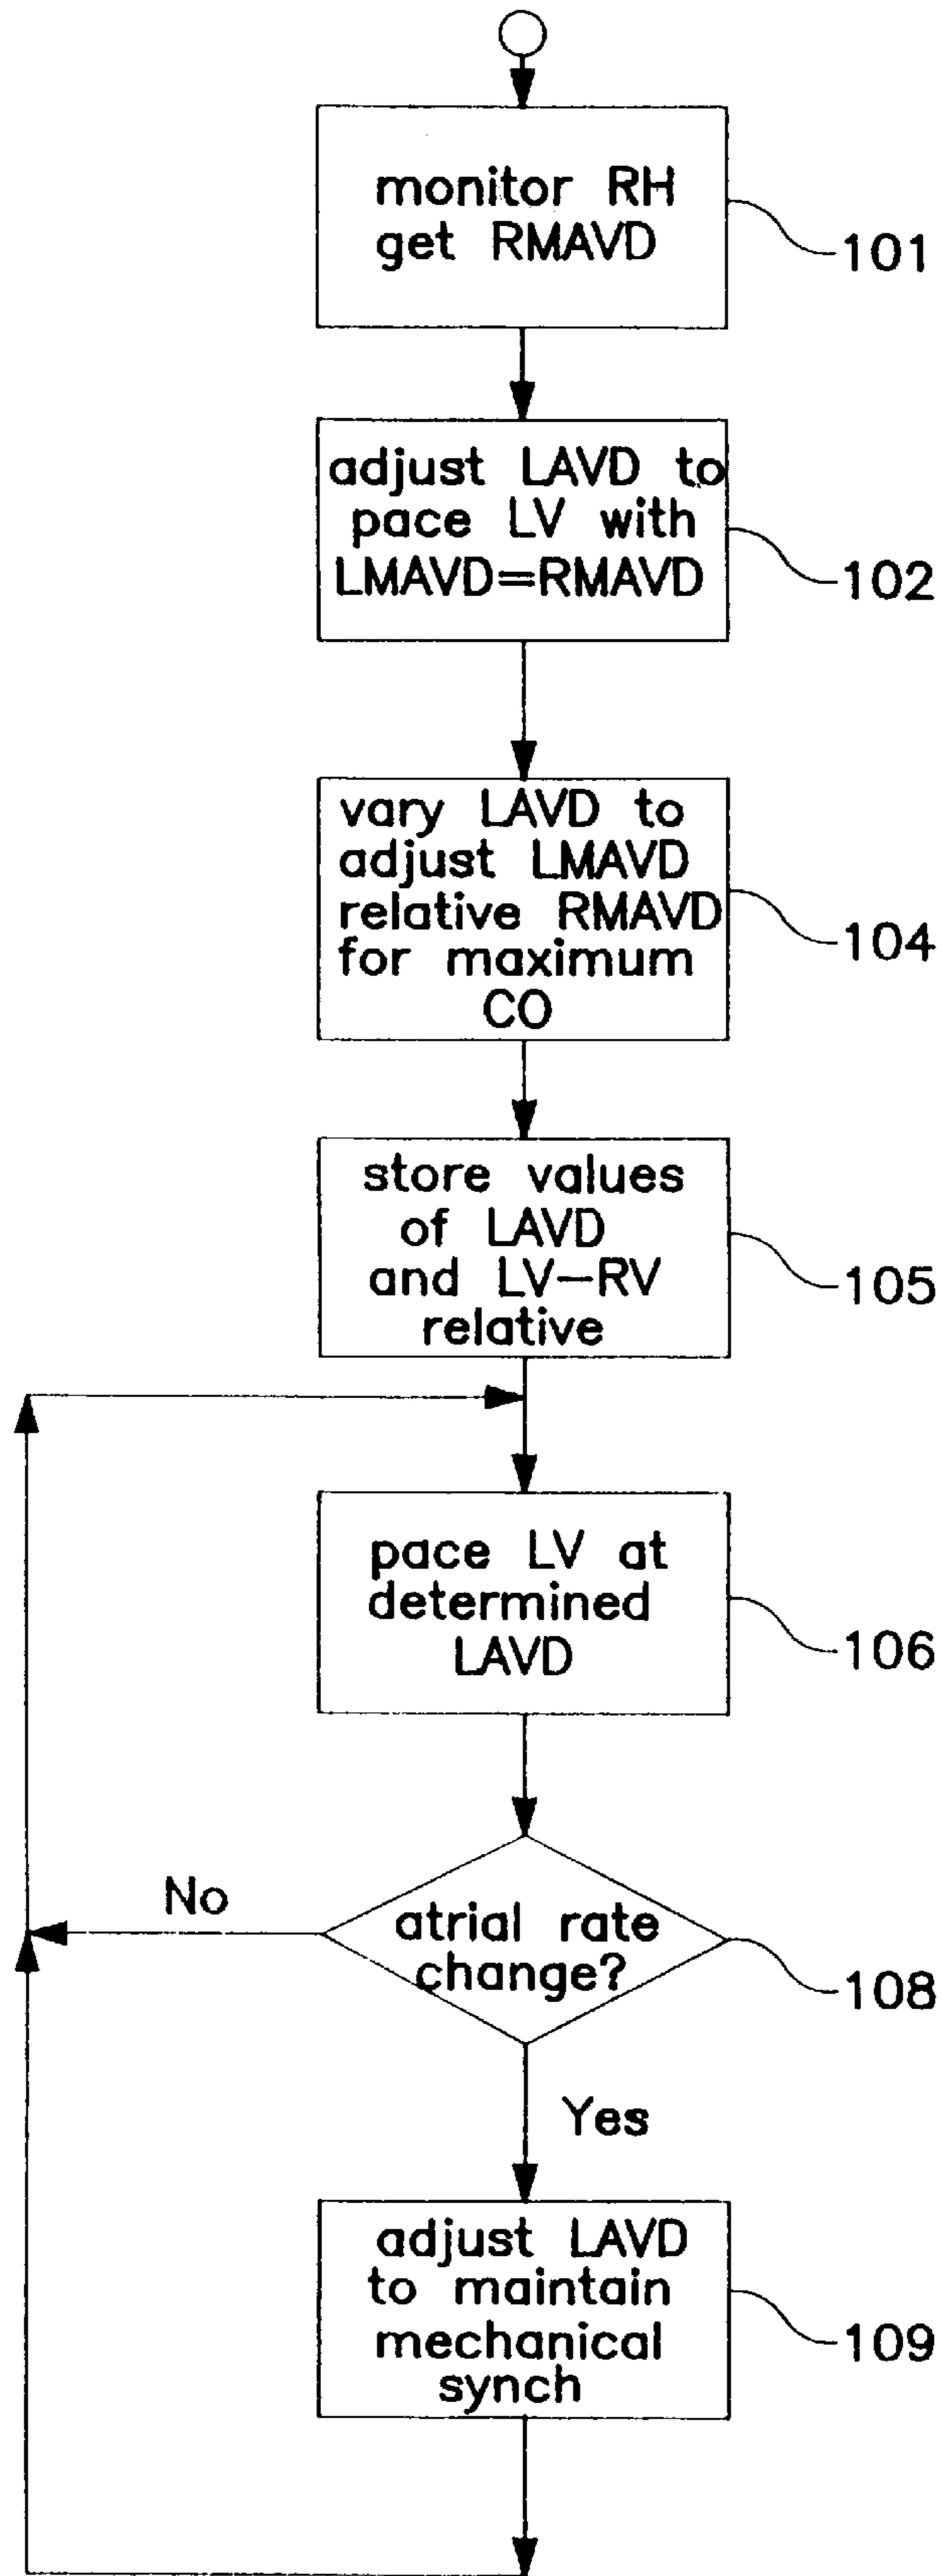 monitor RH
get RMAVD
101
adjust LAVD to
pace LV with
LMAVD=RMAVD
102
vary LAVD to
adjust LMAVD
relative RMAVD
for maximum
CO
104
store values
of LAVD
and LV-RV
relative
105
pace LV at
determined
LAVD
106
No
atrial rate
change?
108
Yes
adjust LAVD
to maintain
mechanical
synch
109